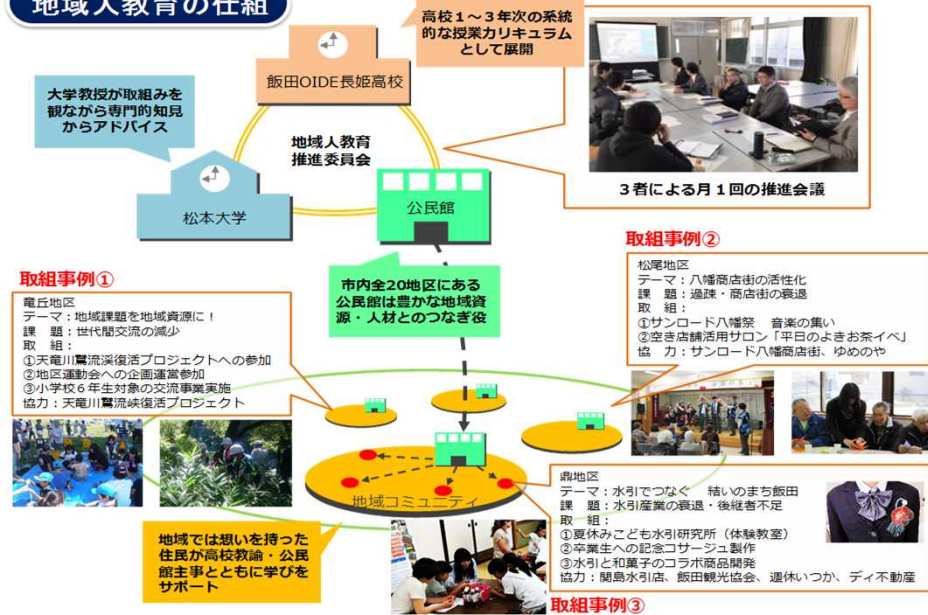 地域人教育の仕組
高校１～３年次の系統
的な授業カリキュラム
として展開
飯田OIDE長姫高校
大学教授が取組みを
観ながら専門的知見
からアドバイス
地域人教育
推進委員会
松本大学
公民館
３者による月１回の推進会議
市内全20地区にある
公民館は豊かな地域資
源・人材とのつなぎ役
取組事例①
竜丘地区
テーマ：地域課題を地域資源に！
課　題：世代間交流の減少
取　組：
①天竜川鵞流渓復活プロジェクトへの参加
②地区運動会への企画運営参加
③小学校６年生対象の交流事業実施
協力：天竜川鵞流峡復活プロジェクト
取組事例②
松尾地区
テーマ：八幡商店街の活性化
課　題：過疎・商店街の衰退
取　組：
①サンロード八幡祭　音楽の集い
②空き店舗活用サロン「平日のよきお茶イベ」
協　力：サンロード八幡商店街、ゆめのや
地域コミュニティ
地域では想いを持った
住民が高校教諭・公民
館主事とともに学びを
サポート
鼎地区
テーマ：水引でつなぐ　結いのまち飯田
課　題：水引産業の衰退・後継者不足
取　組：
①夏休みこども水引研究所（体験教室）
②卒業生への記念コサージュ製作
③水引と和菓子のコラボ商品開発
協力：関島水引店、飯田観光協会、週休いつか、ディ不動産
取組事例③